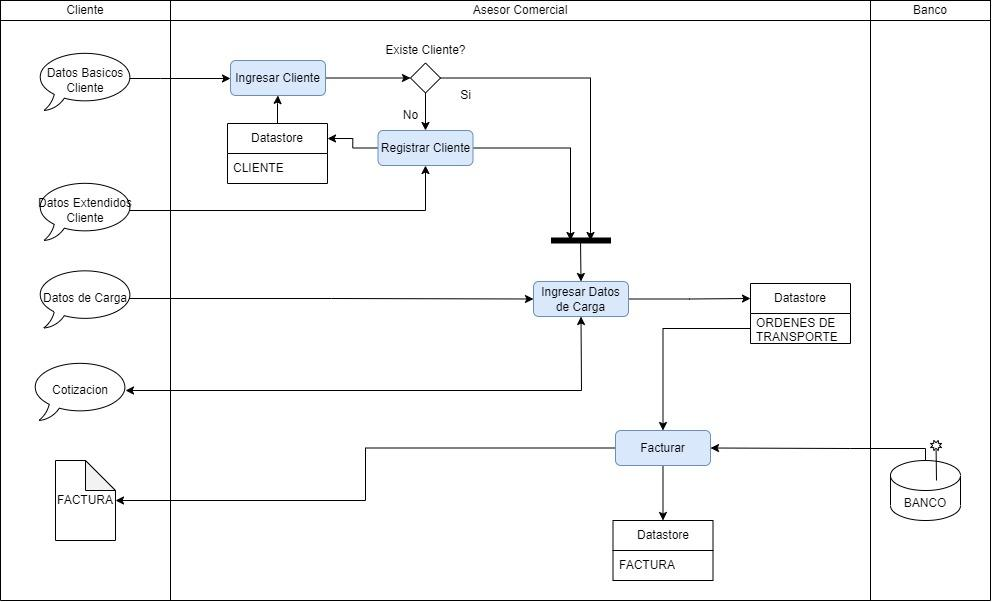 Cliente
Asesor Comercial
Banco
Existe Cliente?
Datos Basicos
Cliente
Ingresar Cliente
Si
No
Datastore
CLIENTE
Registrar Cliente
Datos Extendidos
Cliente
Datos de Carga
Ingresar Datos
de Carga
Datastore
ORDENES DE
TRANSPORTE
Cotizacion
Facturar
FACTURA
BANCO
Datastore
FACTURA